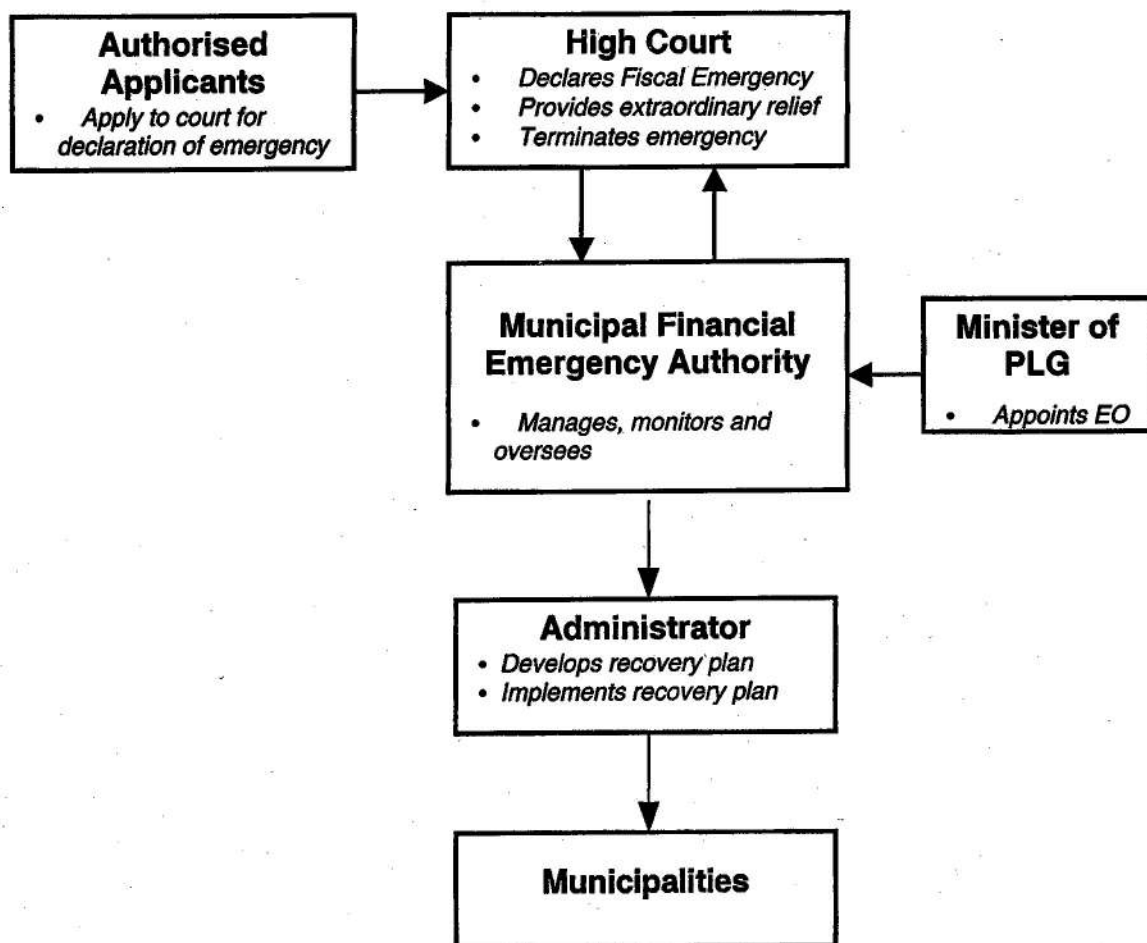 Authorised
Applicants
• Apply to court for
declaration of emergency
High Court
• Declares Fiscal Emergency
• Provides extraordinary relief
• Terminates emergency
Municipal Financial
Emergency Authority
• Manages, monitors and
oversees
Minister of
PLG
• Appoints EO
Administrator
• Develops recovery plan
• Implements recovery plan
Municipalities